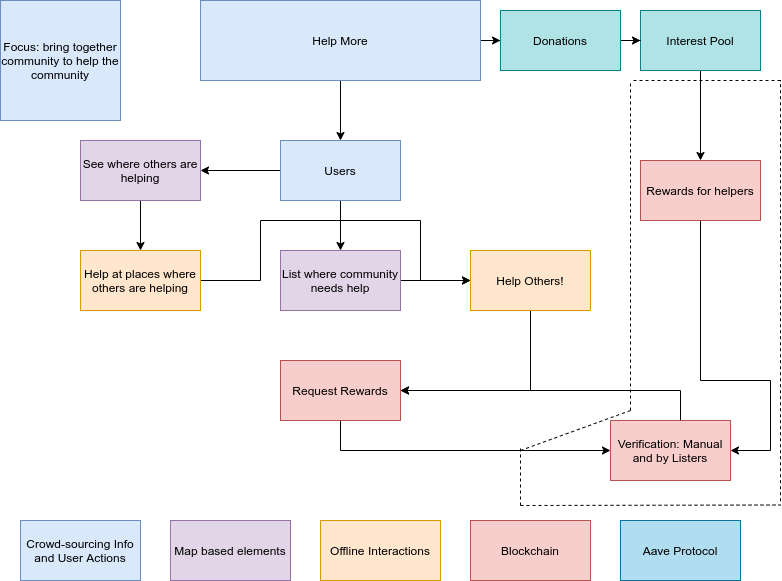 Focus: bring together
community to help the
community
Help More
Donations
Interest Pool
See where others are
helping
Users
Rewards for helpers
Help at places where
others are helping
List where community
needs help
Help Others!
Request Rewards
Verification: Manual
and by Listers
Crowd-sourcing Info
and User Actions
Map based elements
Offline Interactions
Blockchain
Aave Protocol